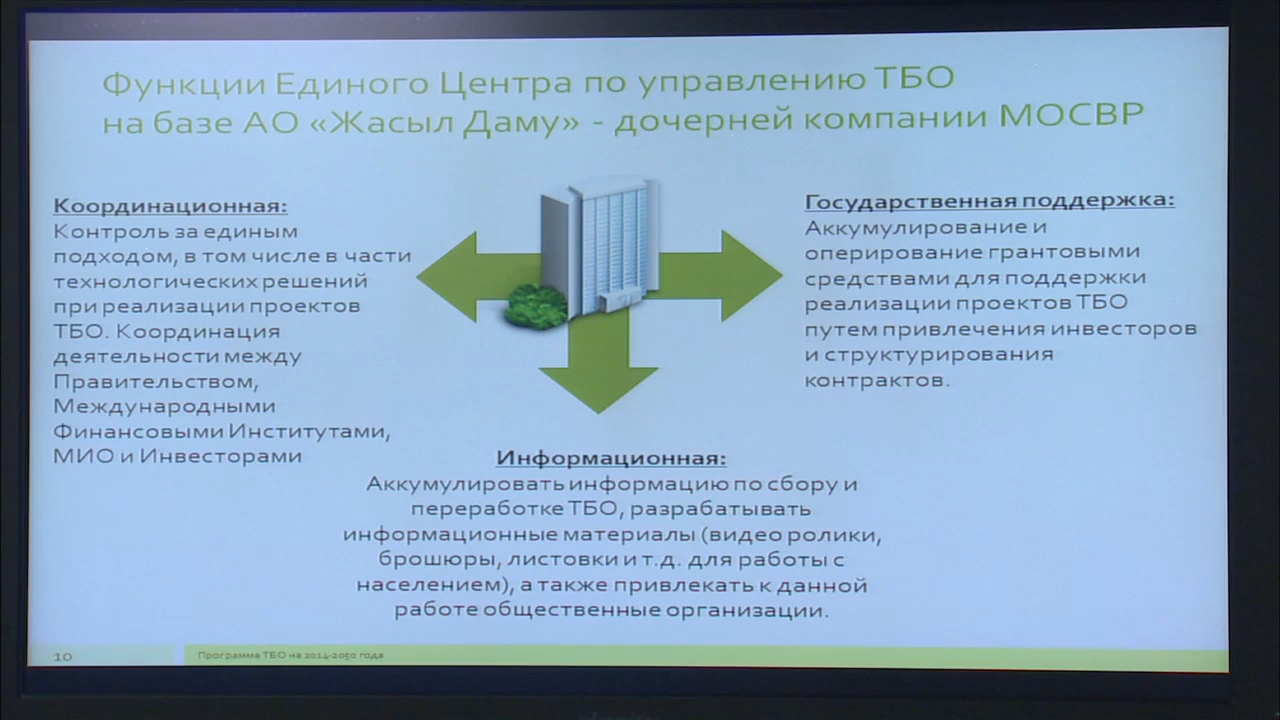 Функции Единого Центра по управлению ТБО
на базе АО «Жасыл Даму» - дочерней компании МОСВР
Координационная:
Контроль за единым
подходом, в том числе в части
технологических решений
при реализации проектов
ТБО. Координация
деятельности между
Правительством,
Международными
Финансовыми Институтами,
МИО и Инвесторами
Государственная поддержка:
Аккумулирование и
оперирование грантовыми
средствами для поддержки
реализации проектов ТБО
путем привлечения инвесторов
и структурирования
контрактов.
Информационная:
Аккумулировать информацию по сбору и
переработке ТБО, разрабатывать
информационные материалы (видео ролики,
брошюры, листовки и т.д. для работы с
населением), а также привлекать к данной
работе общественные организации.
10
Программа ТБО на 2014-2050 года